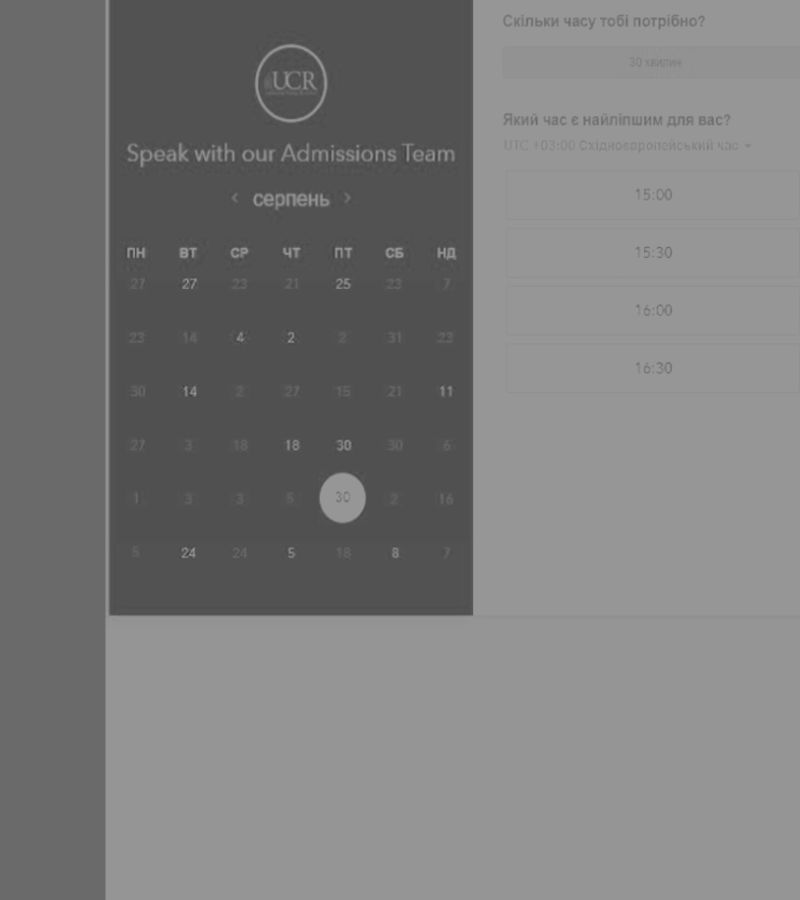 UCR
Speak with our Admissions Team
серпень
ПН ВТ СР ЧТ ПТ СБ НД
27 27 23 21 25 23 7
23 14 4 2 2 31 23
30 14 2 27 15 21 11
27 3 18 18 30 30 6
1 3 3 5 30 2 16
5 24 24 5 18 8 7
Скільки часу тобі потрібно?
30 хвилин
Який час є найліпшим для вас?
UTC +03:00 Східноєвропейський час
15:00
15:30
16:00
16:30